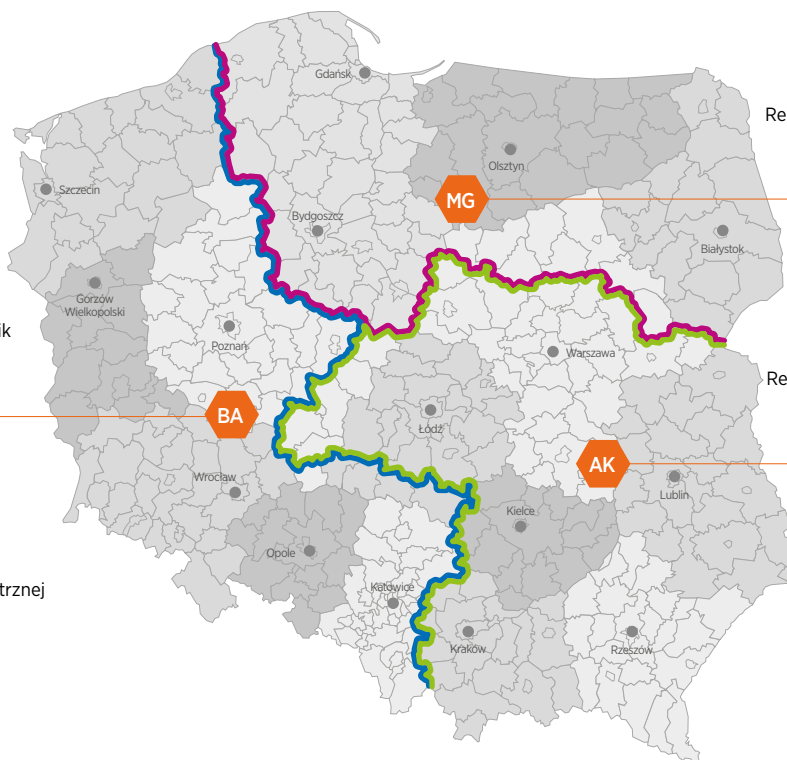 Gdańsk
Re
Olsztyn
Szczecin
MG
Bydgoszcz
Białystok
Gorzów
Wielkopolski
ik
Poznań
Warszawa
Re
BA
Łódź
AK
Wrocław
Lublin
Kielce
Opole
trznej
Katowice
Kraków
Rzeszów